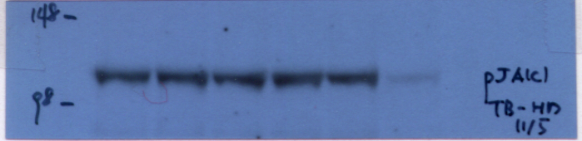 148 -
98 -
pJAK1
TB-HD
11/5